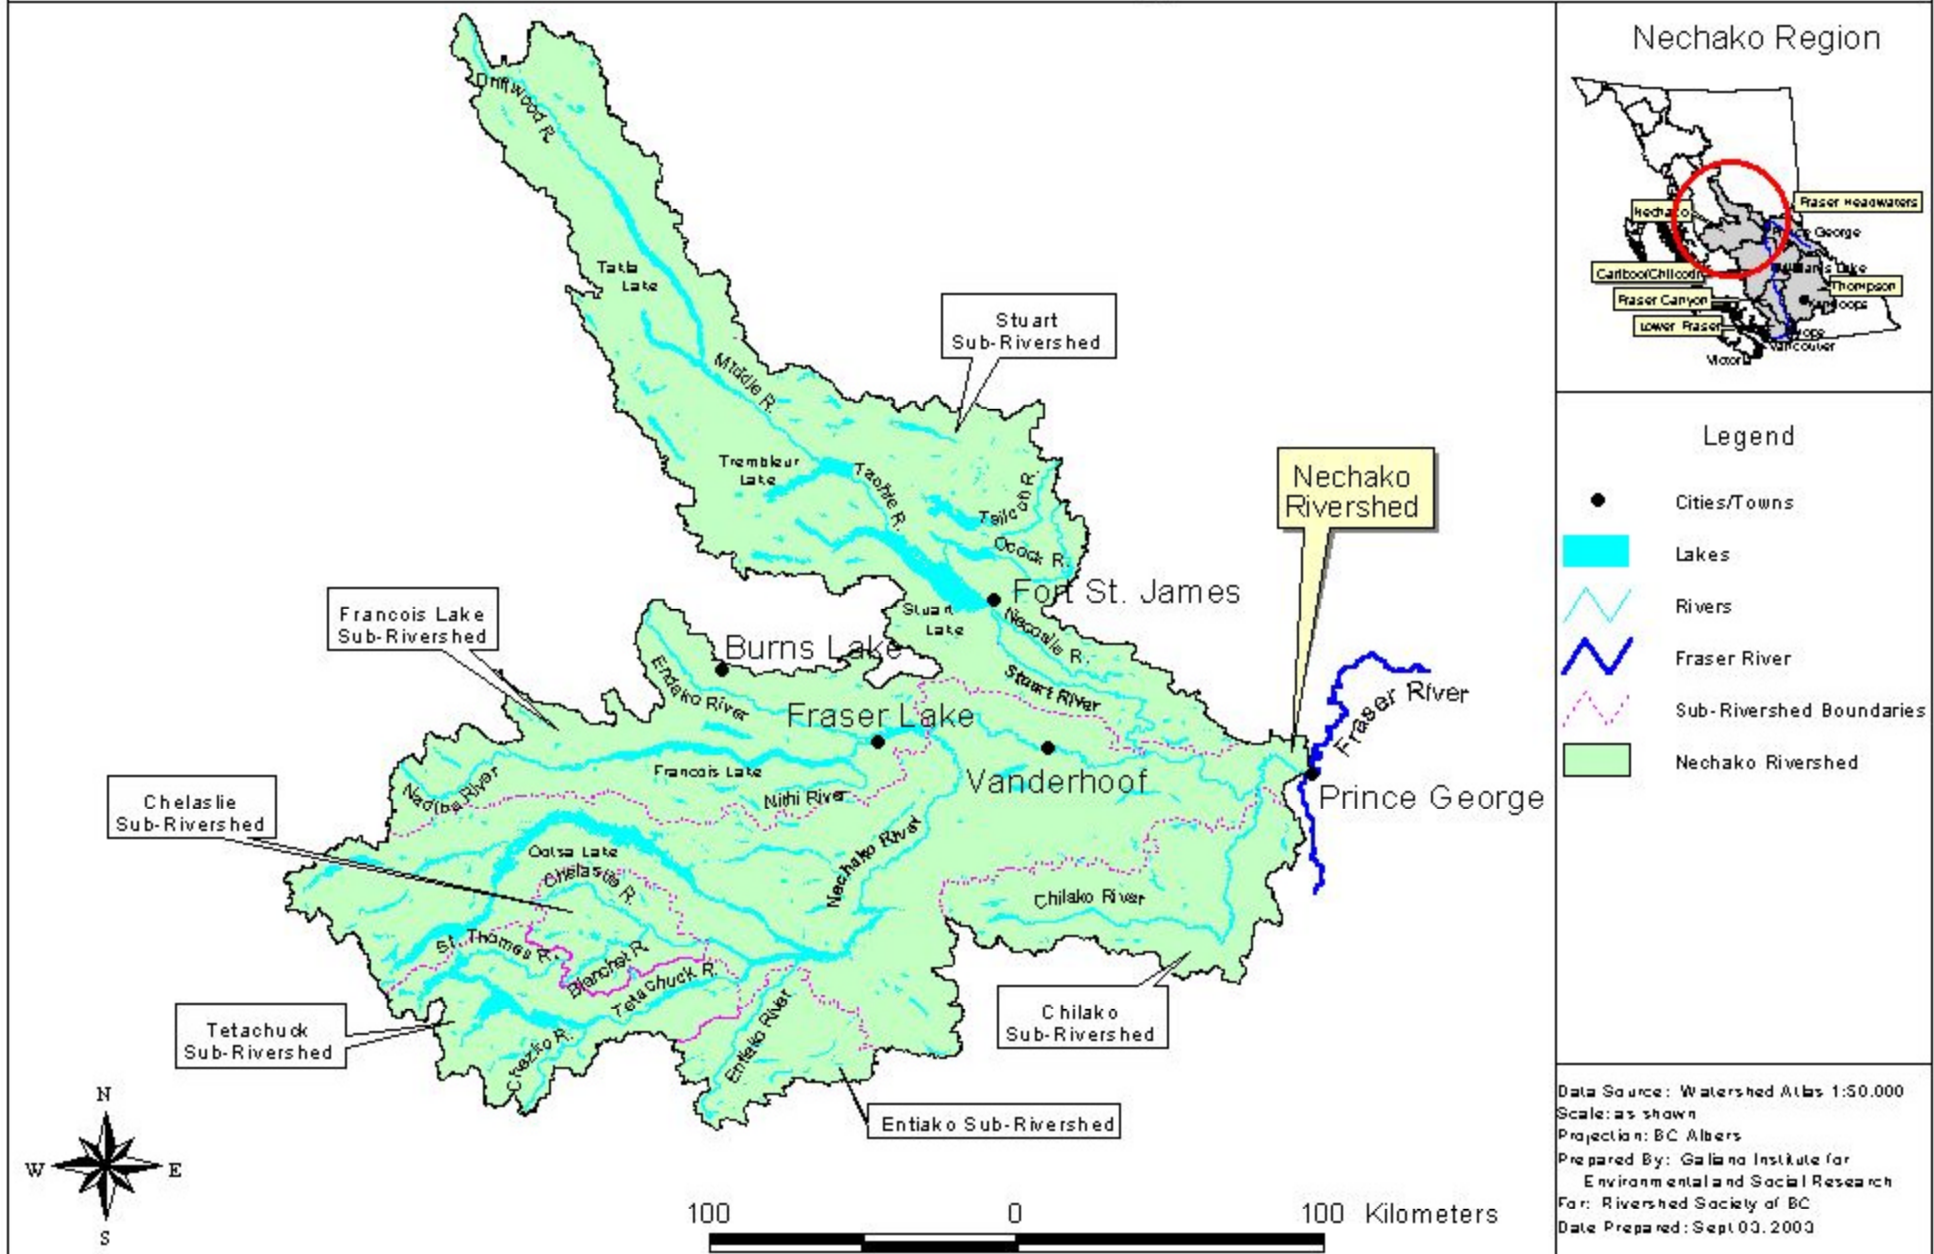 Driftwood R.
Takla
Lake
Middle R.
Stuart
Sub-Rivershed
Trembleur
Lake
Tachie R.
Ocock R.
Nechako
Rivershed
Fort St. James
Stuart
Lake
Necoslie R.
Francois Lake
Sub-Rivershed
Burns Lake
Endako River
Stuart River
Fraser Lake
Fraser River
Francois Lake
Vanderhoof
Nithi River
Prince George
Chelaslie
Sub-Rivershed
Ootsa Lake
Chelaslie R.
Nechako River
Chilako River
St. Thomas R.
Blanchet R.
Tetachuck R.
Tetachuck
Sub-Rivershed
Chezko R.
Entiako River
Chilako
Sub-Rivershed
Entiako Sub-Rivershed
N
W
E
S
100 0 100 Kilometers
Nechako Region
Nechako
Fraser Headwaters
Prince George
Cariboo/Chilcotin
Thompson
Fraser Canyon
Lower Fraser
Vancouver
Victoria
Legend
Cities/Towns
Lakes
Rivers
Fraser River
Sub-Rivershed Boundaries
Nechako Rivershed
Data Source: Watershed Atlas 1:50.000
Scale: as shown
Projection: BC Albers
Prepared By: Galiano Institute for
Environmental and Social Research
For: Rivershed Society of BC
Date Prepared: Sept 03. 2003